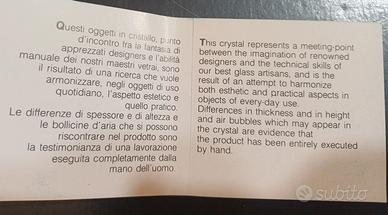 Questi oggetti in cristallo, punto
d'incontro fra la fantasia di
apprezzati designers e l'abilità
manuale dei nostri maestri vetrai, sono
il risultato di una ricerca che vuole
armonizzare, negli oggetti di uso
quotidiano, l'aspetto estetico e
quello pratico.
Le differenze di spessore e di altezza e
le bollicine d'aria che si possono
riscontrare nel prodotto sono
la testimonianza di una lavorazione
eseguita completamente dalla
mano dell'uomo.
This crystal represents a meeting-point
between the imagination of renowned
designers and the technical skills of
our best glass artisans, and is the
result of an attempt to harmonize
both esthetic and practical aspects in
objects of every-day use.
Differences in thickness and in height
and air bubbles which may appear in
the crystal are evidence that
the product has been entirely executed
by hand.
subito